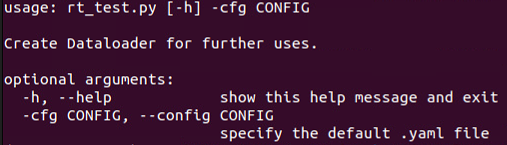 usage: rt_test.py [-h] -cfg CONFIG
Create Dataloader for further uses.
optional arguments:
-h, --help show this help message and exit
-cfg CONFIG, --config CONFIG
specify the default .yaml file